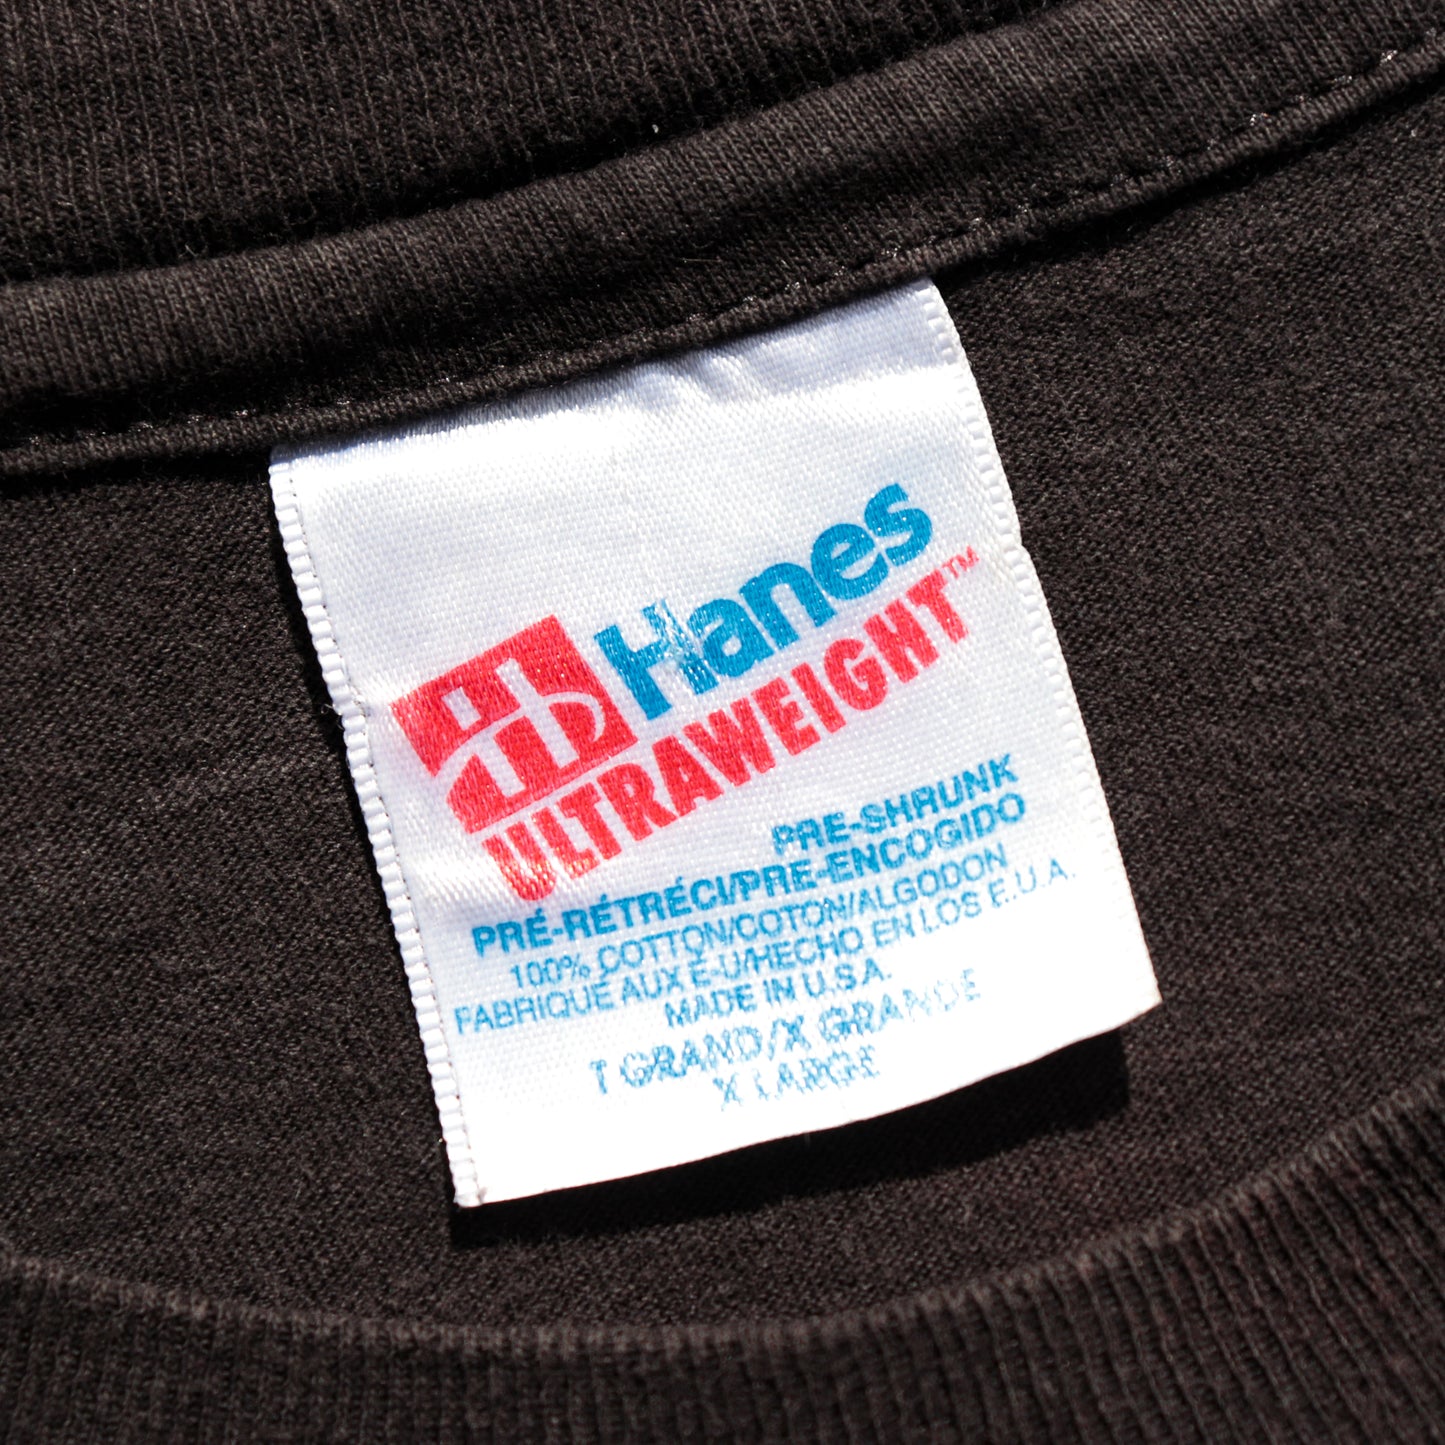 Hanes
ULTRAWEIGHT™
PRE-SHRUNK
PRÉ-RÉTRÉCI/PRE-ENCOGIDO
100% COTTON/COTON/ALGODON
FABRIQUÉ AUX É-U/HECHO EN LOS E.U.A.
MADE IN U.S.A.
T GRAND/X GRANDE
X LARGE